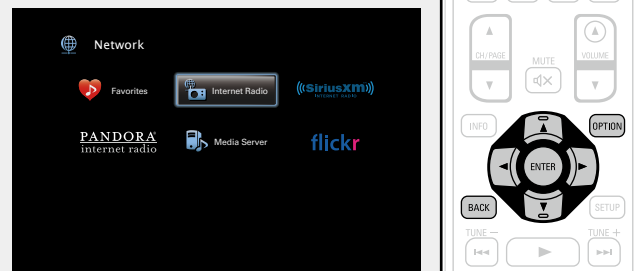 Network
Favorites
Internet Radio
((SiriusXM))
INTERNET RADIO
PANDORA
internet radio
Media Server
flickr
CH/PAGE
MUTE
VOLUME
INFO
OPTION
ENTER
BACK
SETUP
TUNE −
TUNE +